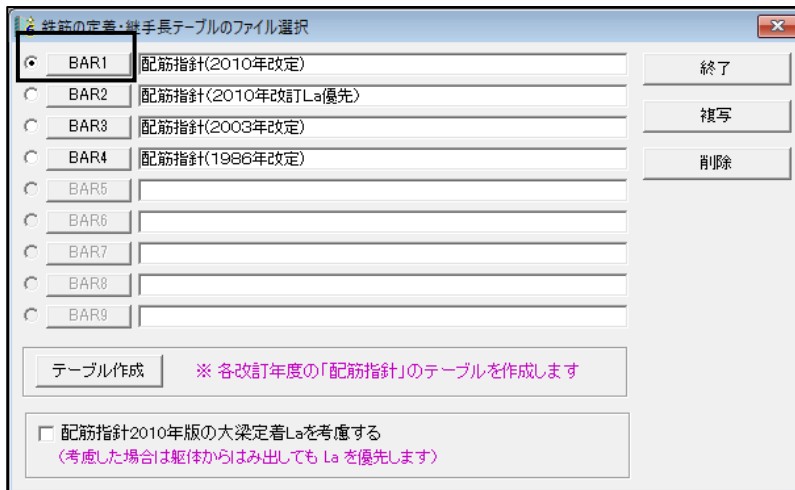 鉄筋の定着・継手長テーブルのファイル選択
BAR1 配筋指針(2010年改定)
BAR2 配筋指針(2010年改訂La優先)
BAR3 配筋指針(2003年改定)
BAR4 配筋指針(1986年改定)
BAR5
BAR6
BAR7
BAR8
BAR9
終了
複写
削除
テーブル作成 ※ 各改訂年度の「配筋指針」のテーブルを作成します
配筋指針2010年版の大梁定着Laを考慮する
(考慮した場合は躯体からはみ出しても La を優先します)